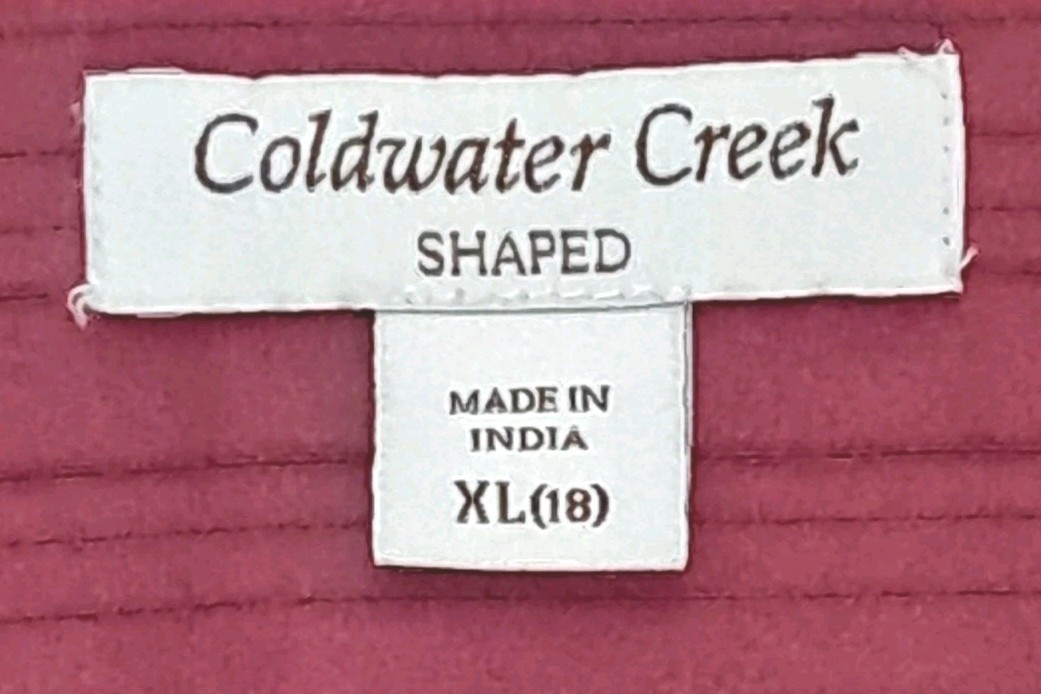 Coldwater Creek
SHAPED
MADE IN
INDIA
XL(18)